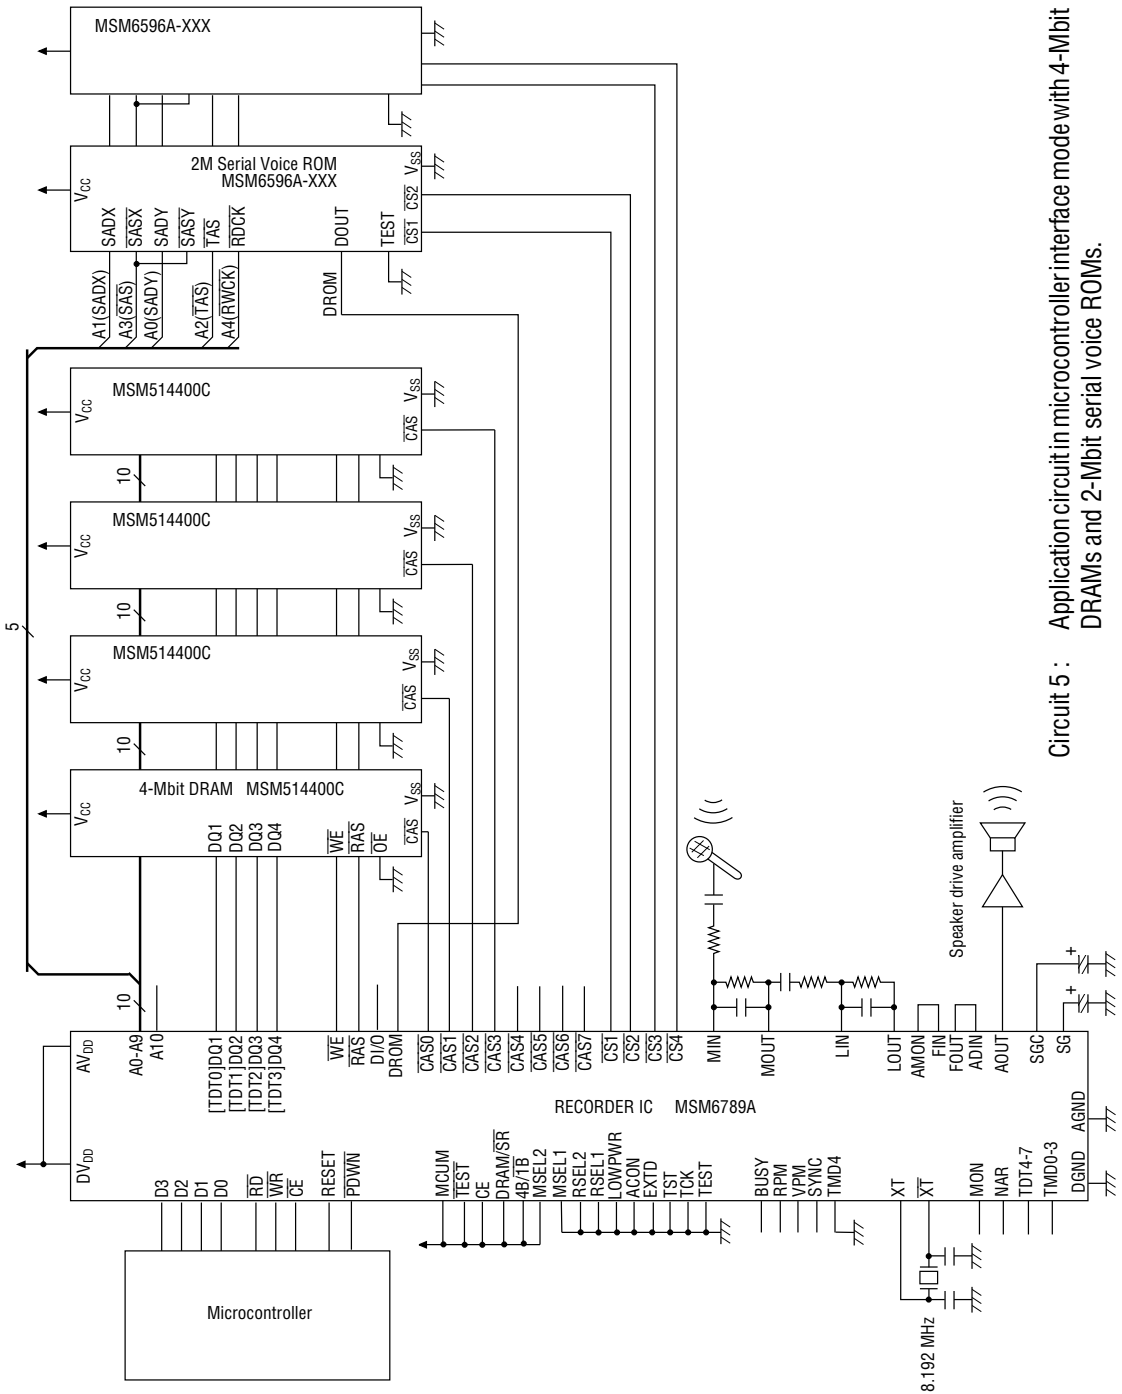 MSM6596A-XXX
2M Serial Voice ROM
MSM6596A-XXX
VCC
SADX
SASX
SADY
SASY
TAS
RDCK
DOUT
TEST
VSS
CS2
CS1
A1(SADX)
A3(SAS)
A0(SADY)
A2(TAS)
A4(RWCK)
DROM
MSM514400C
VCC
VSS
CAS
10
MSM514400C
VCC
VSS
CAS
10
5
MSM514400C
VCC
VSS
CAS
10
4-Mbit DRAM MSM514400C
VCC
DQ1
DQ2
DQ3
DQ4
WE
RAS
OE
VSS
CAS
10
Speaker drive amplifier
AVDD
DVDD
A0-A9
A10
[TDT0]DQ1
[TDT1]DQ2
[TDT2]DQ3
[TDT3]DQ4
WE
RAS
DI/O
DROM
CAS0
CAS1
CAS2
CAS3
CAS4
CAS5
CAS6
CAS7
CS1
CS2
CS3
CS4
MIN
MOUT
LIN
LOUT
AMON
FIN
FOUT
ADIN
AOUT
SGC
SG
+
+
RECORDER IC MSM6789A
D3
D2
D1
D0
RD
WR
CE
RESET
PDWN
MCUM
TEST
CE
DRAM/SR
4B/1B
MSEL2
MSEL1
RSEL2
RSEL1
LOWPWR
ACON
EXTD
TST
TCK
TEST
BUSY
RPM
VPM
SYNC
TMD4
XT
XT
MON
NAR
TDT4-7
TMD0-3
DGND
AGND
Microcontroller
8.192 MHz
Circuit 5 : Application circuit in microcontroller interface mode with 4-Mbit
DRAMs and 2-Mbit serial voice ROMs.